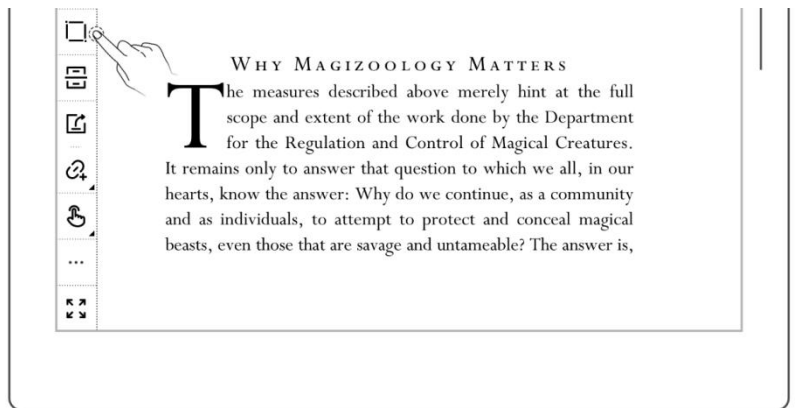 WHY MAGIZOOLOGY MATTERS
The measures described above merely hint at the full
scope and extent of the work done by the Department
for the Regulation and Control of Magical Creatures.
It remains only to answer that question to which we all, in our
hearts, know the answer: Why do we continue, as a community
and as individuals, to attempt to protect and conceal magical
beasts, even those that are savage and untameable? The answer is,